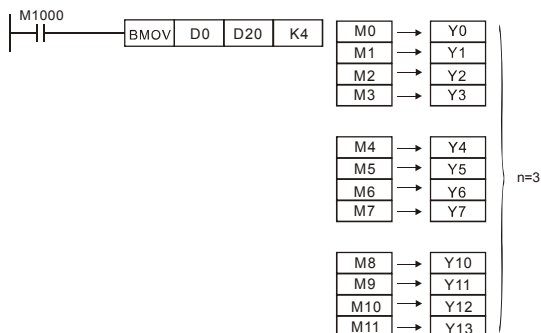 M1000
BMOV D0 D20 K4
M0 Y0
M1 Y1
M2 Y2
M3 Y3
M4 Y4
M5 Y5
M6 Y6
M7 Y7
n=3
M8 Y10
M9 Y11
M10 Y12
M11 Y13